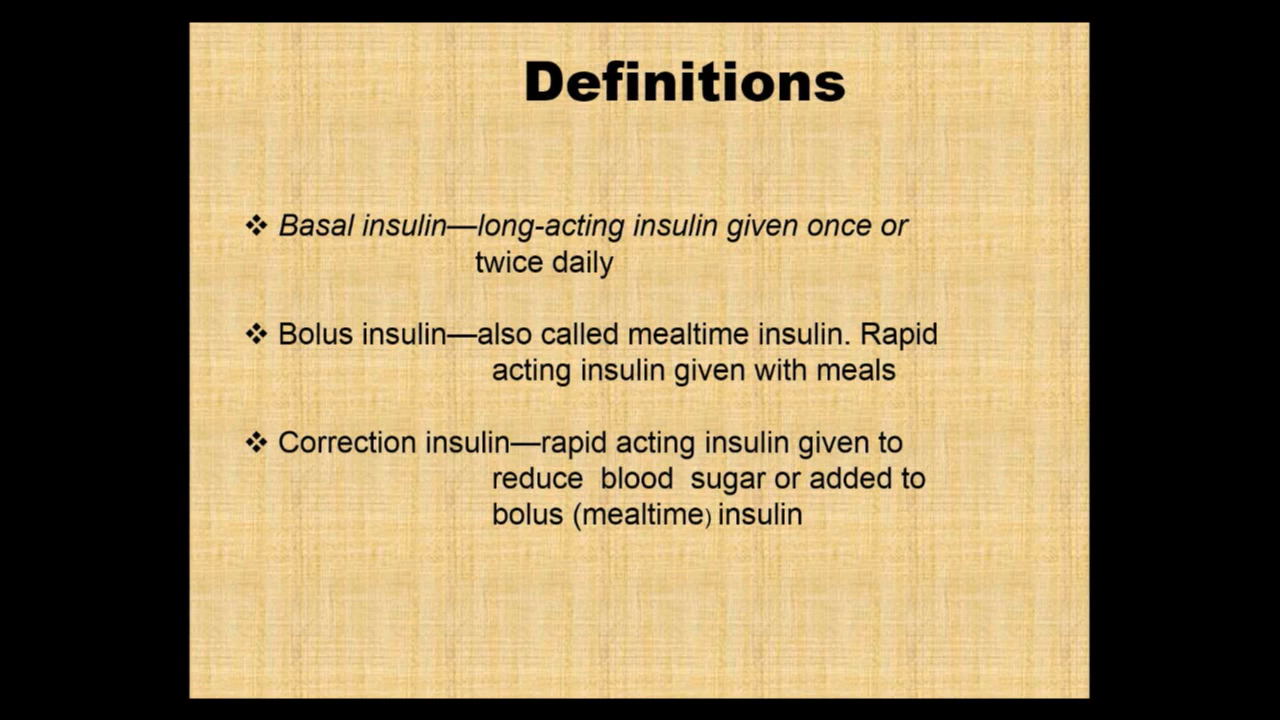 Definitions
❖ Basal insulin—long-acting insulin given once or
twice daily
❖ Bolus insulin—also called mealtime insulin. Rapid
acting insulin given with meals
❖ Correction insulin—rapid acting insulin given to
reduce  blood  sugar or added to
bolus (mealtime) insulin